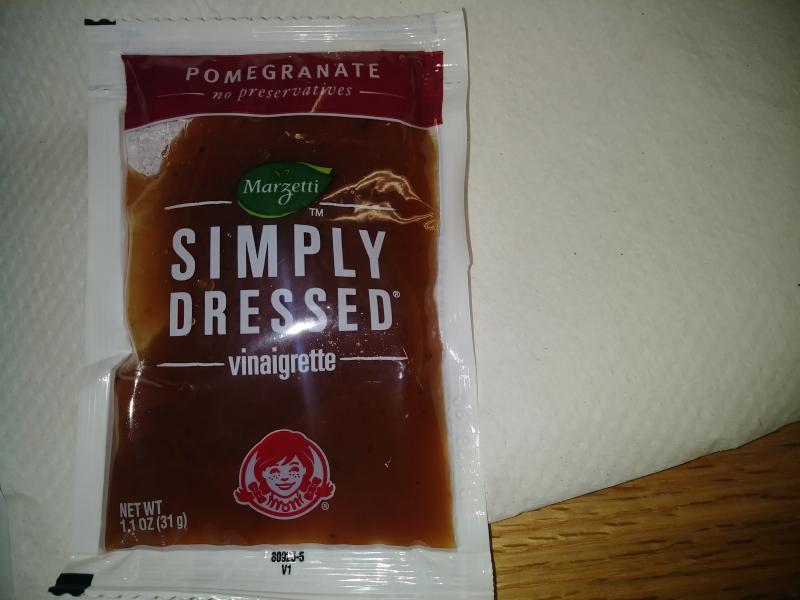 POMEGRANATE
no preservatives
Marzetti
TM
SIMPLY
DRESSED®
vinaigrette
®
NET WT
1.1 OZ (31 g)
V1